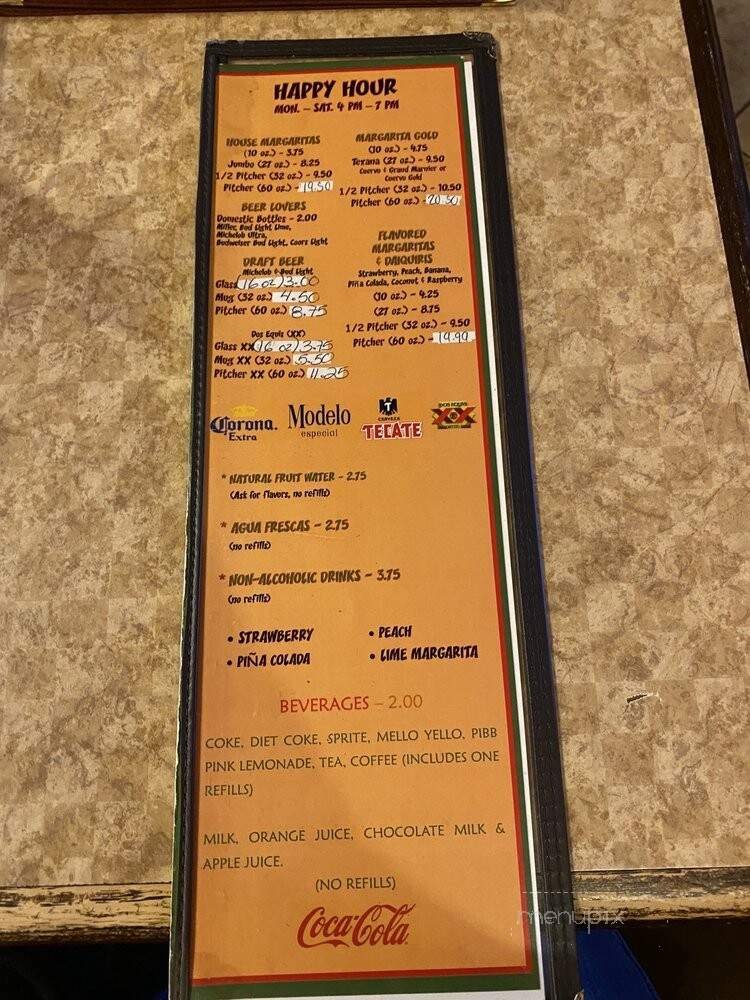 HAPPY HOUR
MON. – SAT. 4 PM – 7 PM
HOUSE MARGARITAS
(10 oz.) – 3.75
Jumbo (27 oz.) – 8.25
1/2 Pitcher (32 oz.) – 9.50
Pitcher (60 oz.) – 19.50
BEER LOVERS
Domestic Bottles – 2.00
Miller, Bud Light Lime,
Michelob Ultra,
Budweiser Bud Light, Coors Light
DRAFT BEER
Michelob & Bud Light
Glass (16 oz) 3.00
Mug (32 oz.) 4.50
Pitcher (60 oz.) 8.75
Dos Equis (XX)
Glass XX (16 oz) 3.75
Mug XX (32 oz.) 5.50
Pitcher XX (60 oz.) 11.25
MARGARITA GOLD
(10 oz.) – 4.75
Texana (27 oz.) – 9.50
Cuervo & Grand Marnier or
Cuervo Gold
1/2 Pitcher (32 oz.) – 10.50
Pitcher (60 oz.) – 20.50
FLAVORED
MARGARITAS
& DAIQUIRIS
Strawberry, Peach, Banana,
Piña Colada, Coconut & Raspberry
(10 oz.) – 4.25
(27 oz.) – 8.75
1/2 Pitcher (32 oz.) – 9.50
Pitcher (60 oz.) – 19.99
Corona.
Extra
Modelo
especial
CERVEZA
TECATE
DOS EQUIS
XX
* NATURAL FRUIT WATER – 2.75
(Ask for flavors, no refills)
* AGUA FRESCAS – 2.75
(no refills)
* NON-ALCOHOLIC DRINKS – 3.75
(no refills)
• STRAWBERRY
• PIÑA COLADA
• PEACH
• LIME MARGARITA
BEVERAGES – 2.00
COKE, DIET COKE, SPRITE, MELLO YELLO, PIBB
PINK LEMONADE, TEA, COFFEE (INCLUDES ONE
REFILLS)
MILK, ORANGE JUICE, CHOCOLATE MILK &
APPLE JUICE.
(NO REFILLS)
Coca-Cola
menupix